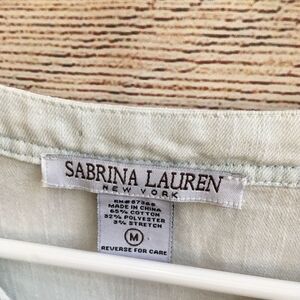 SABRINA LAUREN
NEW YORK
MADE IN CHINA
65% COTTON
32% POLYESTER
3% STRETCH
M
REVERSE FOR CARE